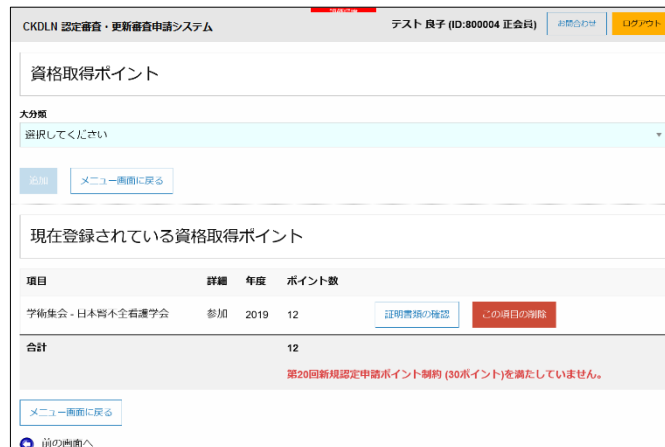 CKDLN 認定審査・更新審査申請システム
テスト 良子 (ID:800004 正会員)
お問合わせ
ログアウト
資格取得ポイント
大分類
選択してください
追加
メニュー画面に戻る
現在登録されている資格取得ポイント
項目 詳細 年度 ポイント数
学術集会 - 日本腎不全看護学会 参加 2019 12 証明書類の確認 この項目の削除
合計 12
第20回新規認定申請ポイント制約 (30ポイント)を満たしていません。
メニュー画面に戻る
前の画面へ